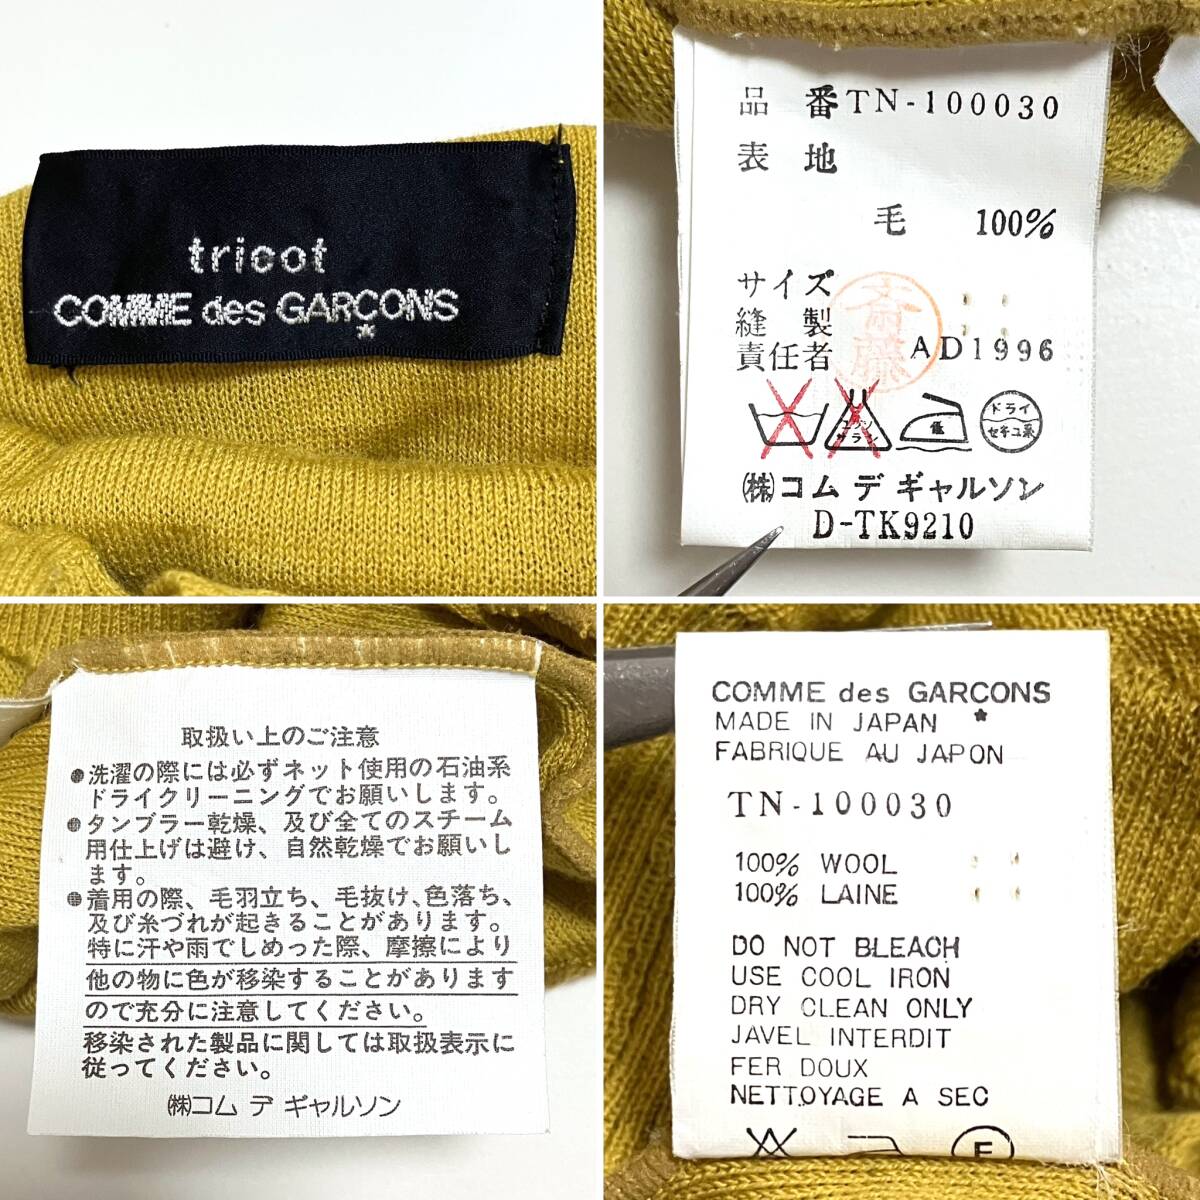 tricot
COMME des GARÇONS
*
品 番 TN-100030
表 地
毛 100%
サイズ
縫 製
責任者 斎藤 AD1996
エンソ サラシ 低 ドライ セキユ系
㈱コム デ ギャルソン
D-TK9210
取扱い上のご注意
●洗濯の際には必ずネット使用の石油系
ドライクリーニングでお願いします。
●タンブラー乾燥、及び全てのスチーム
用仕上げは避け、自然乾燥でお願いし
ます。
●着用の際、毛羽立ち、毛抜け、色落ち、
及び糸づれが起きることがあります。
特に汗や雨でしめった際、摩擦により
他の物に色が移染することがあります
ので充分に注意してください。
移染された製品に関しては取扱表示に
従ってください。
㈱コム デ ギャルソン
COMME des GARÇONS
MADE IN JAPAN *
FABRIQUE AU JAPON
TN-100030
100% WOOL
100% LAINE
DO NOT BLEACH
USE COOL IRON
DRY CLEAN ONLY
JAVEL INTERDIT
FER DOUX
NETTOYAGE A SEC
F